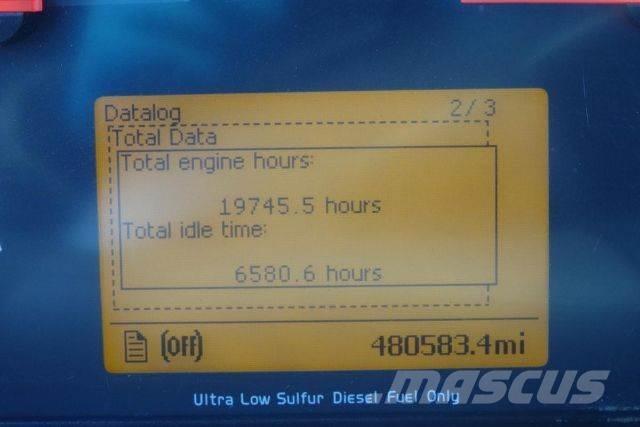 Datalog 2/3
Total Data
Total engine hours:
19745.5 hours
Total idle time:
6580.6 hours
(OFF) 480583.4mi
Ultra Low Sulfur Diesel Fuel Only
mascus